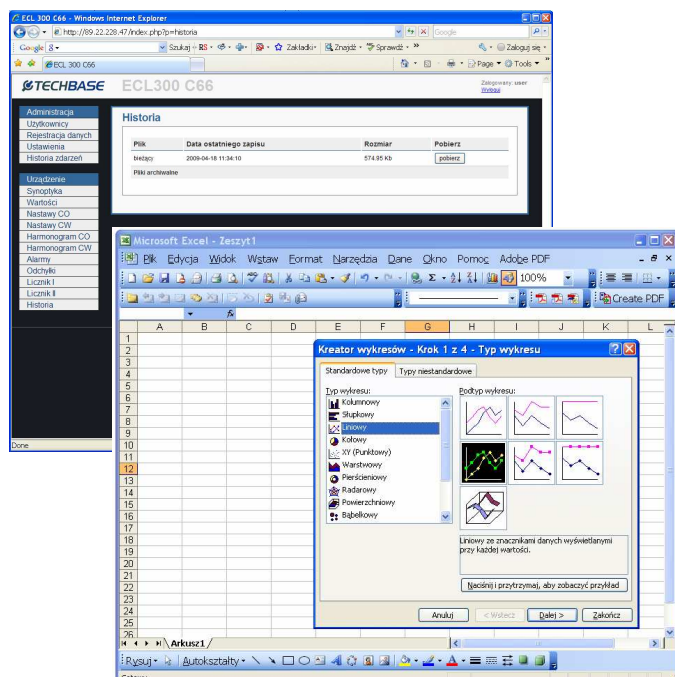 ECL 300 C66 - Windows Internet Explorer
http://89.22.228.47/index.php?p=historia
Google
Google
Szukaj
RS
Zakładki
Znajdź
Sprawdź
Zaloguj się
ECL 300 C66
Page
Tools
TECHBASE
ECL300 C66
Zalogowany: user
Wyloguj
Administracja
Użytkownicy
Rejestracja danych
Ustawienia
Historia zdarzeń
Urządzenie
Synoptyka
Wartości
Nastawy CO
Nastawy CW
Harmonogram CO
Harmonogram CW
Alarmy
Odchyłki
Licznik I
Licznik II
Historia
Historia
Plik Data ostatniego zapisu Rozmiar Pobierz
bieżący 2009-04-18 11:34:10 574.95 Kb pobierz
Pliki archiwalne
Done
Microsoft Excel - Zeszyt1
Plik Edycja Widok Wstaw Format Narzędzia Dane Okno Pomoc Adobe PDF
100%
Create PDF
A B C D E F G H I J K L
1
2
3
4
5
6
7
8
9
10
11
12
13
14
15
16
17
18
19
20
21
22
23
24
25
26
Kreator wykresów - Krok 1 z 4 - Typ wykresu
Standardowe typy Typy niestandardowe
Typ wykresu:
Kolumnowy
Słupkowy
Liniowy
Kołowy
XY (Punktowy)
Warstwowy
Pierścieniowy
Radarowy
Powierzchniowy
Bąbelkowy
Podtyp wykresu:
Liniowy ze znacznikami danych wyświetlanymi
przy każdej wartości.
Naciśnij i przytrzymaj, aby zobaczyć przykład
Anuluj < Wstecz Dalej > Zakończ
Arkusz1
Rysuj Autokształty